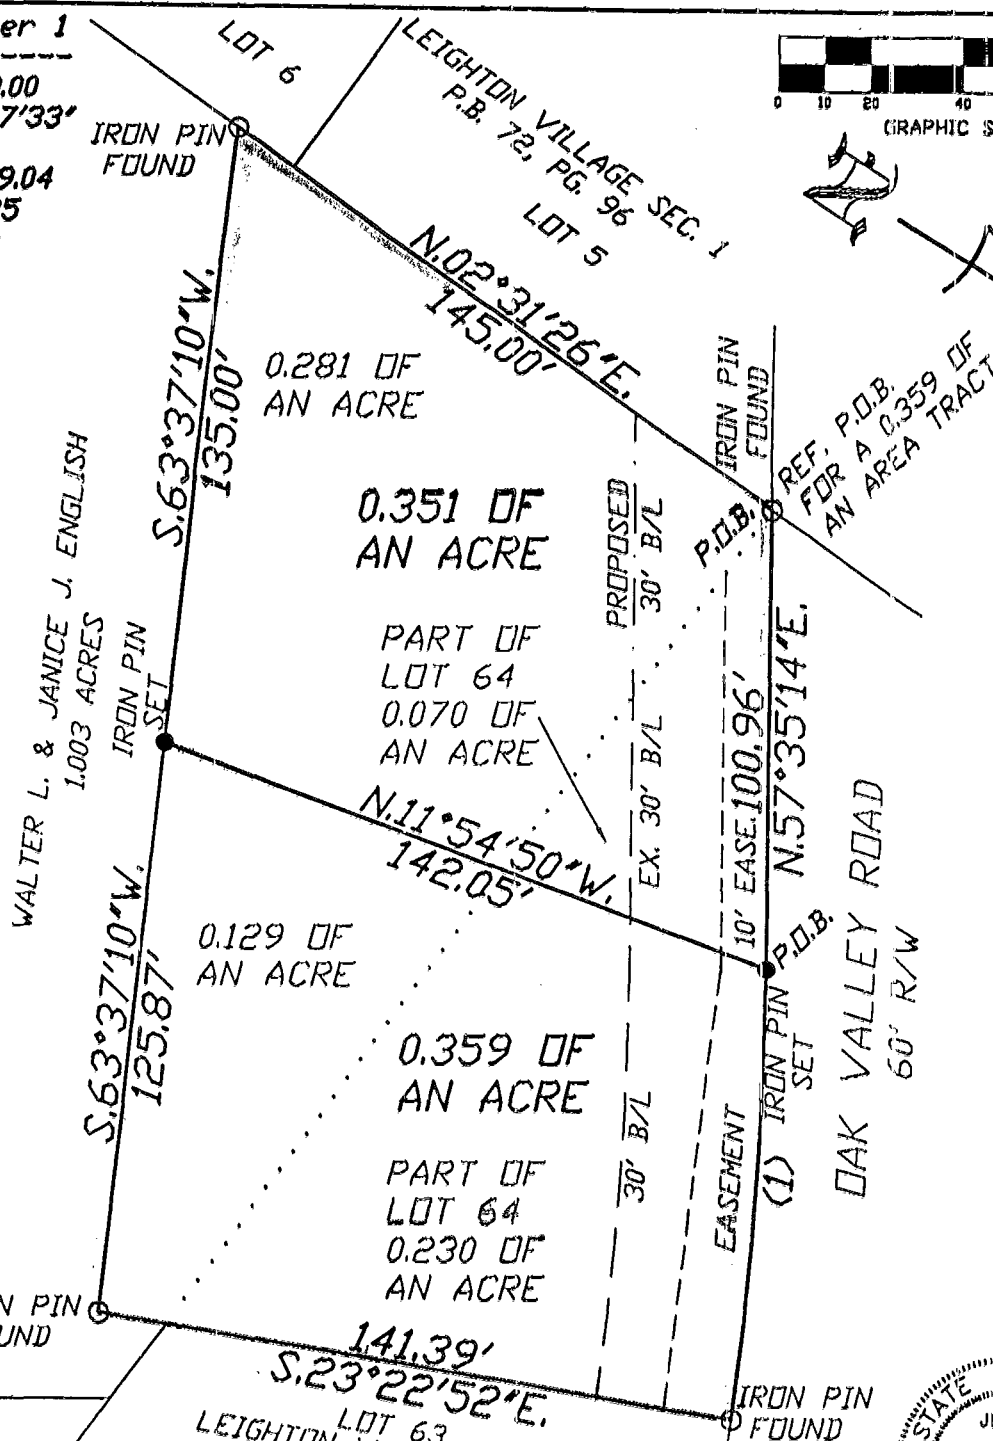 er 1
.00
7'33"
9.04
LOT 6
LEIGHTON VILLAGE SEC. 1
P.B. 72, PG. 96
LOT 5
0 10 20 40
GRAPHIC S
IRON PIN
FOUND
N.02°31'26"E.
145.00'
S.63°37'10"W.
135.00'
0.281 OF
AN ACRE
IRON PIN
FOUND
REF. P.O.B.
FOR A 0.359 OF
AN AREA TRACT
0.351 OF
AN ACRE
PROPOSED
30' B/L
P.O.B.
WALTER L. & JANICE J. ENGLISH
1.003 ACRES
IRON PIN
SET
PART OF
LOT 64
0.070 OF
AN ACRE
EX. 30' B/L
10' EASE.
100.96'
N.57°35'14"E.
N.11°54'50"W.
142.05'
P.O.B.
OAK VALLEY ROAD
60' R/W
S.63°37'10"W.
125.87'
0.129 OF
AN ACRE
0.359 OF
AN ACRE
IRON PIN
SET
30' B/L
EASEMENT
(1)
PART OF
LOT 64
0.230 OF
AN ACRE
N PIN
UND
141.39'
S.23°22'52"E.
IRON PIN
FOUND
LOT 63
LEIGHTON
STATE